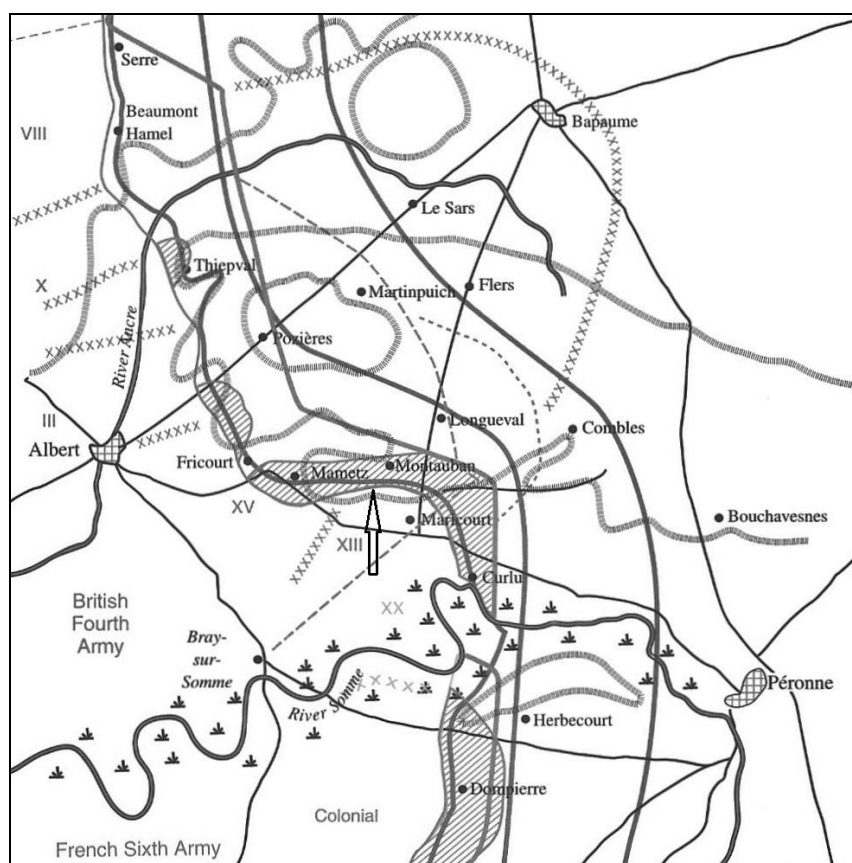 Serre
Beaumont
Hamel
VIII
Bapaume
Le Sars
Thiepval
X
Martinpuich
Flers
River Ancre
Pozières
III
Albert
Longueval
Combles
Fricourt
Mametz
Montauban
XV
Maricourt
Bouchavesnes
XIII
Curlu
British
Fourth
Army
XX
Bray-
sur-
Somme
River Somme
Péronne
Herbecourt
Dompierre
Colonial
French Sixth Army